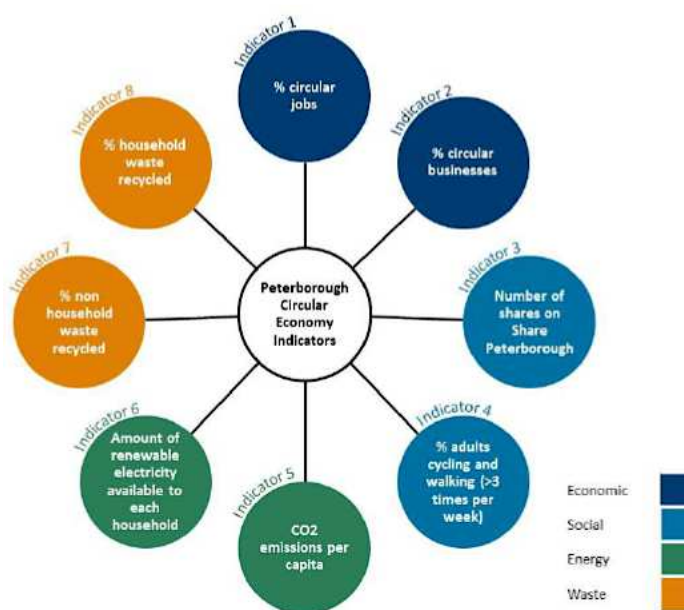 Indicator 1
% circular
jobs
Indicator 2
% circular
businesses
Indicator 3
Number of
shares on
Share
Peterborough
Indicator 4
% adults
cycling and
walking (>3
times per
week)
Indicator 5
CO2
emissions per
capita
Indicator 6
Amount of
renewable
electricity
available to
each
household
Indicator 7
% non
household
waste
recycled
Indicator 8
% household
waste
recycled
Peterborough
Circular
Economy
Indicators
Economic
Social
Energy
Waste